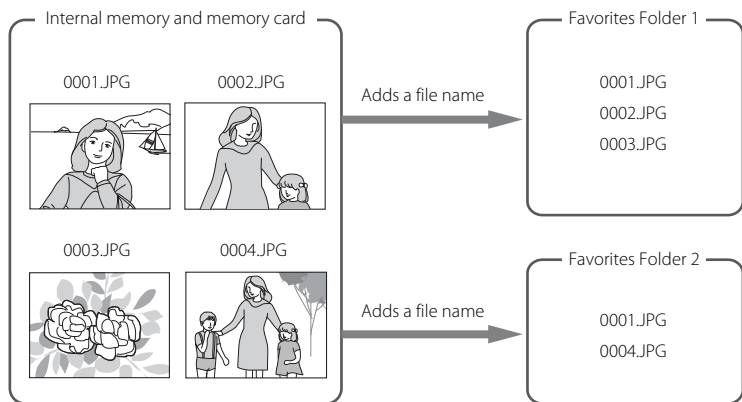 Internal memory and memory card
0001.JPG
0002.JPG
0003.JPG
0004.JPG
Adds a file name
Favorites Folder 1
0001.JPG
0002.JPG
0003.JPG
Adds a file name
Favorites Folder 2
0001.JPG
0004.JPG